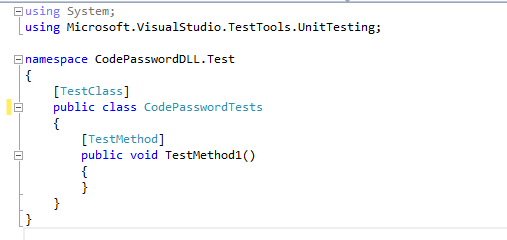 using System;
using Microsoft.VisualStudio.TestTools.UnitTesting;
namespace CodePasswordDLL.Test
{
[TestClass]
public class CodePasswordTests
{
[TestMethod]
public void TestMethod1()
{
}
}
}